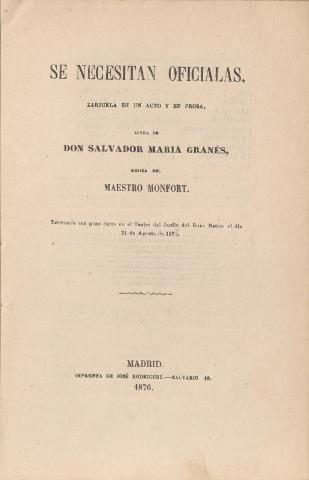 SE NECESITAN OFICIALAS,
ZARZUELA EN UN ACTO Y EN PROSA,
LETRA DE
DON SALVADOR MARIA GRANÉS,
MUSICA DEL
MAESTRO MONFORT.
Estrenada con gran éxito en el Teatro del Jardin del Buen Retiro el dia
21 de Agosto de
MADRID.
IMPRENTA DE JOSÉ RODRIGUEZ.—CALVARIO 18.
1876.